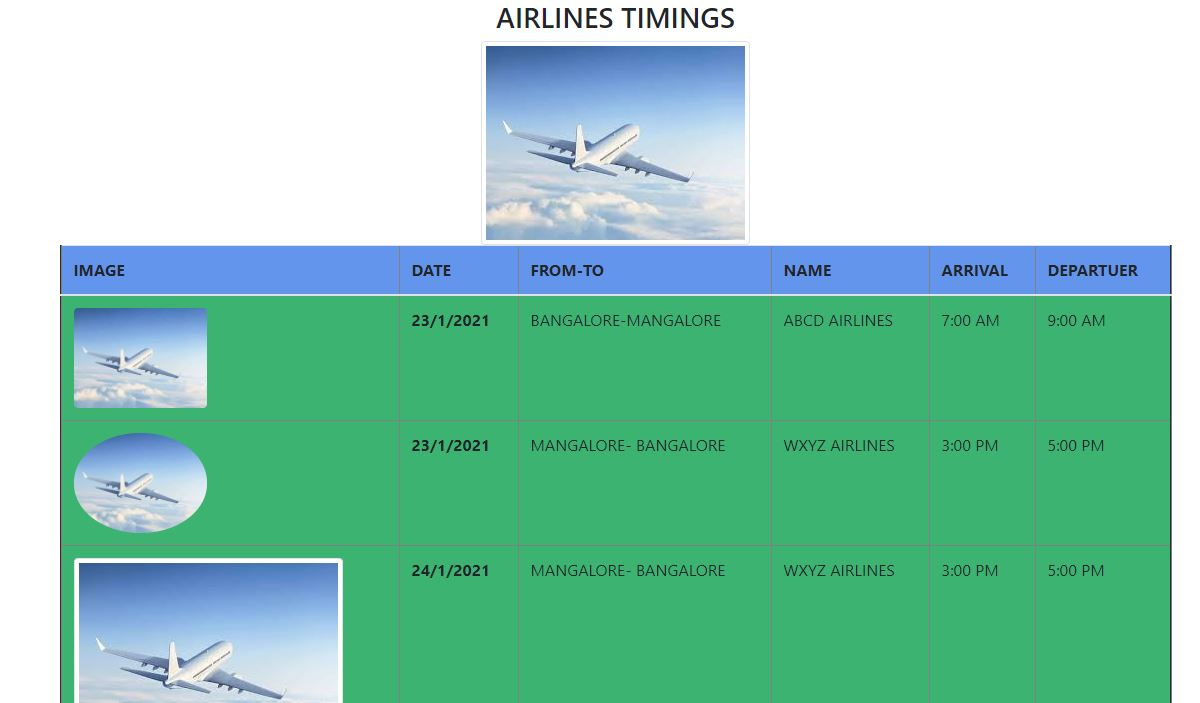 AIRLINES TIMINGS
IMAGE DATE FROM-TO NAME ARRIVAL DEPARTUER
23/1/2021 BANGALORE-MANGALORE ABCD AIRLINES 7:00 AM 9:00 AM
23/1/2021 MANGALORE- BANGALORE WXYZ AIRLINES 3:00 PM 5:00 PM
24/1/2021 MANGALORE- BANGALORE WXYZ AIRLINES 3:00 PM 5:00 PM